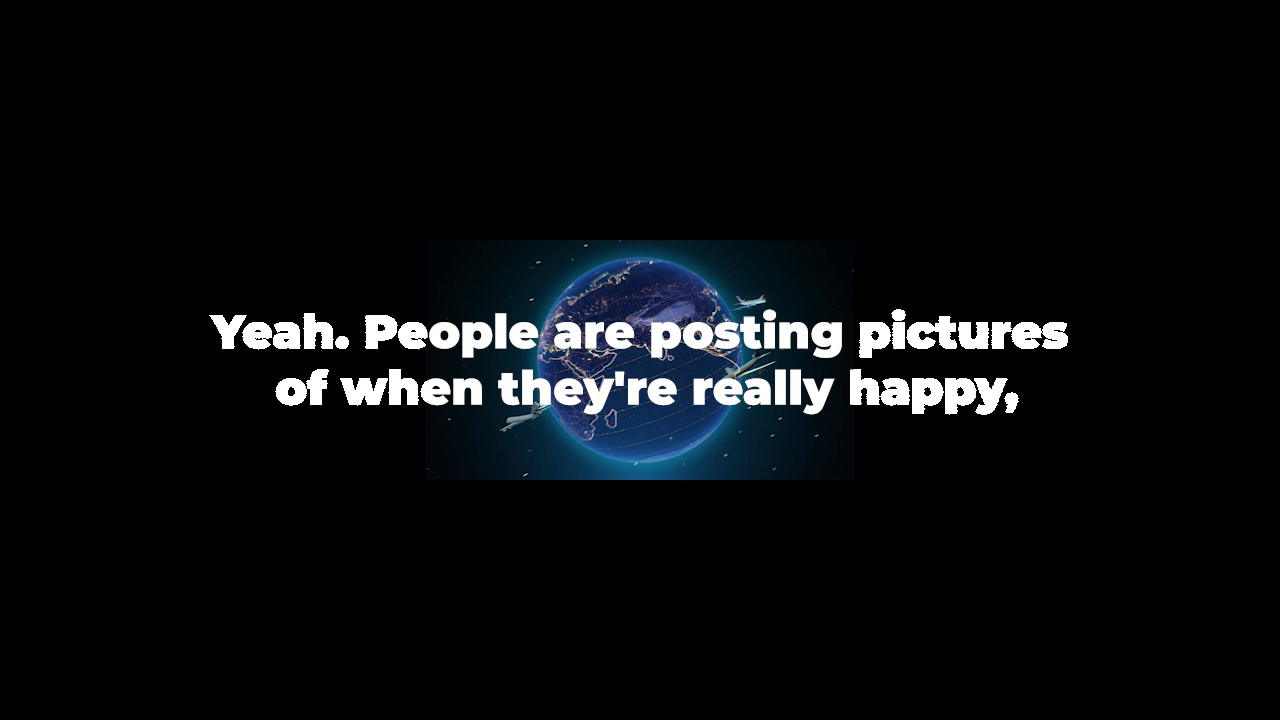 Yeah. People are posting pictures
of when they're really happy,